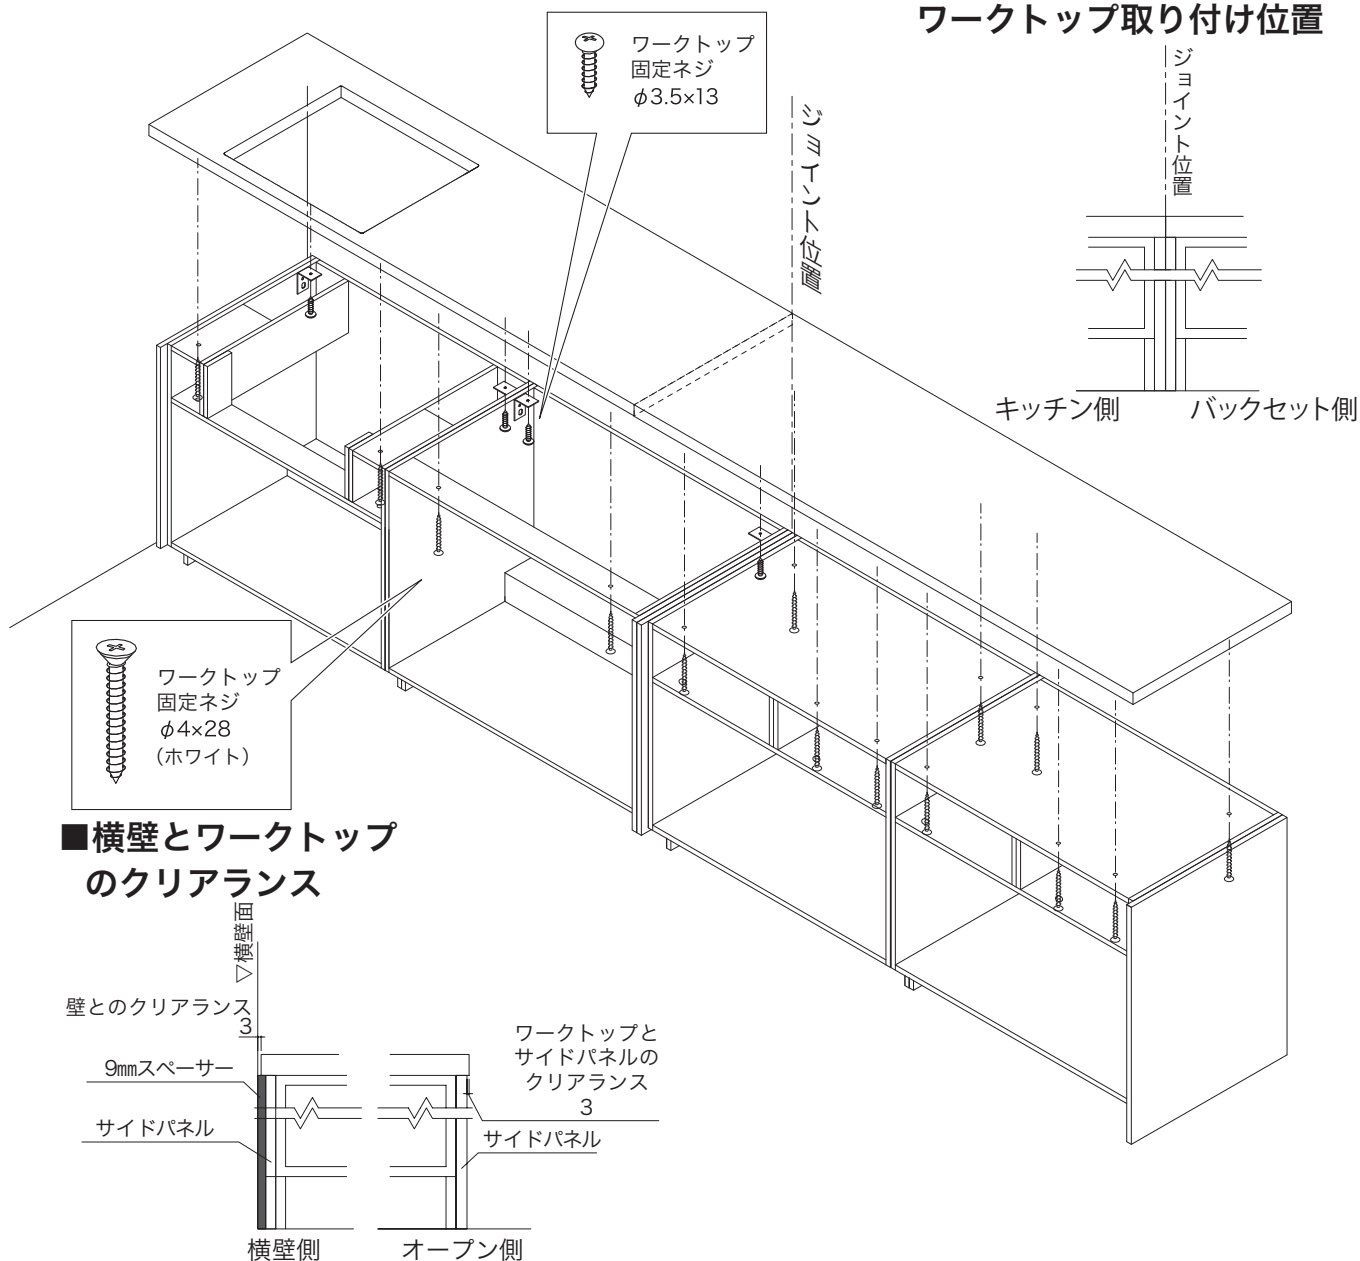 ワークトップ取り付け位置
ワークトップ
固定ネジ
φ3.5×13
ジョイント位置
ジョイント位置
キッチン側
バックセット側
ワークトップ
固定ネジ
φ4×28
（ホワイト）
■横壁とワークトップ
のクリアランス
▽横壁面
壁とのクリアランス
3
9㎜スペーサー
サイドパネル
ワークトップと
サイドパネルの
クリアランス
3
サイドパネル
横壁側
オープン側